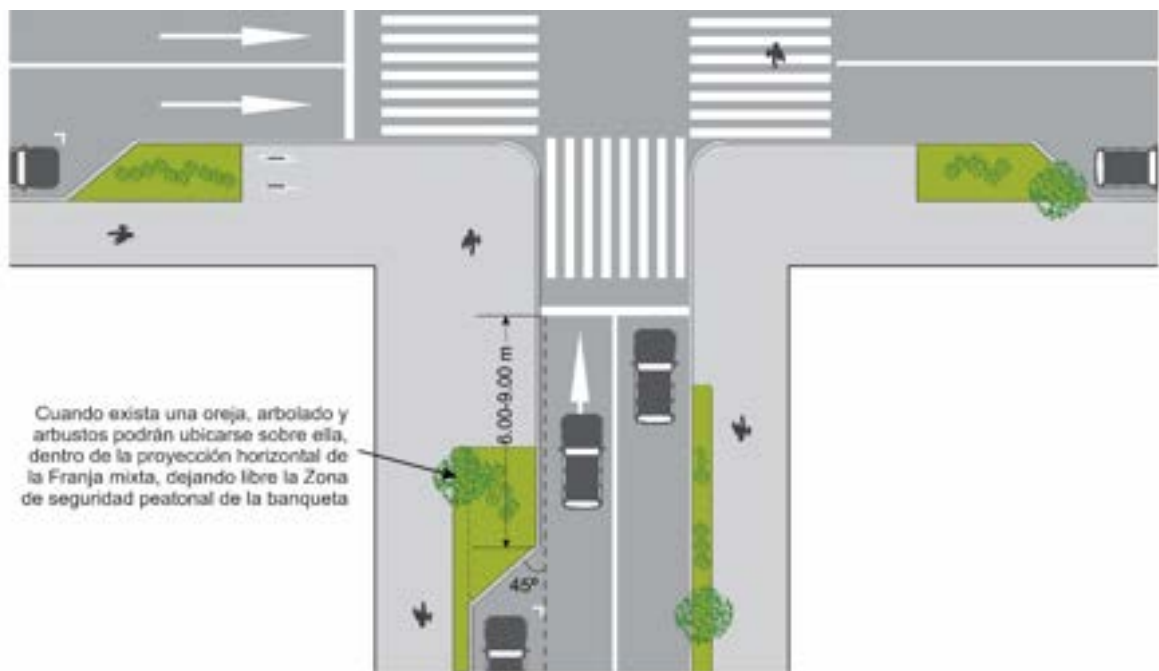 Cuando exista una oreja, arbolado y
arbustos podrán ubicarse sobre ella,
dentro de la proyección horizontal de
la Franja mixta, dejando libre la Zona
de seguridad peatonal de la banqueta
6.00-9.00 m
45º